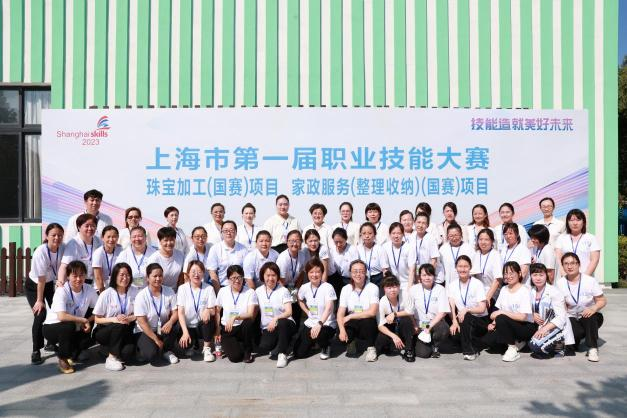 Shanghai skills
2023
技能造就美好未来
上海市第一届职业技能大赛
珠宝加工(国赛)项目 家政服务(整理收纳)(国赛)项目